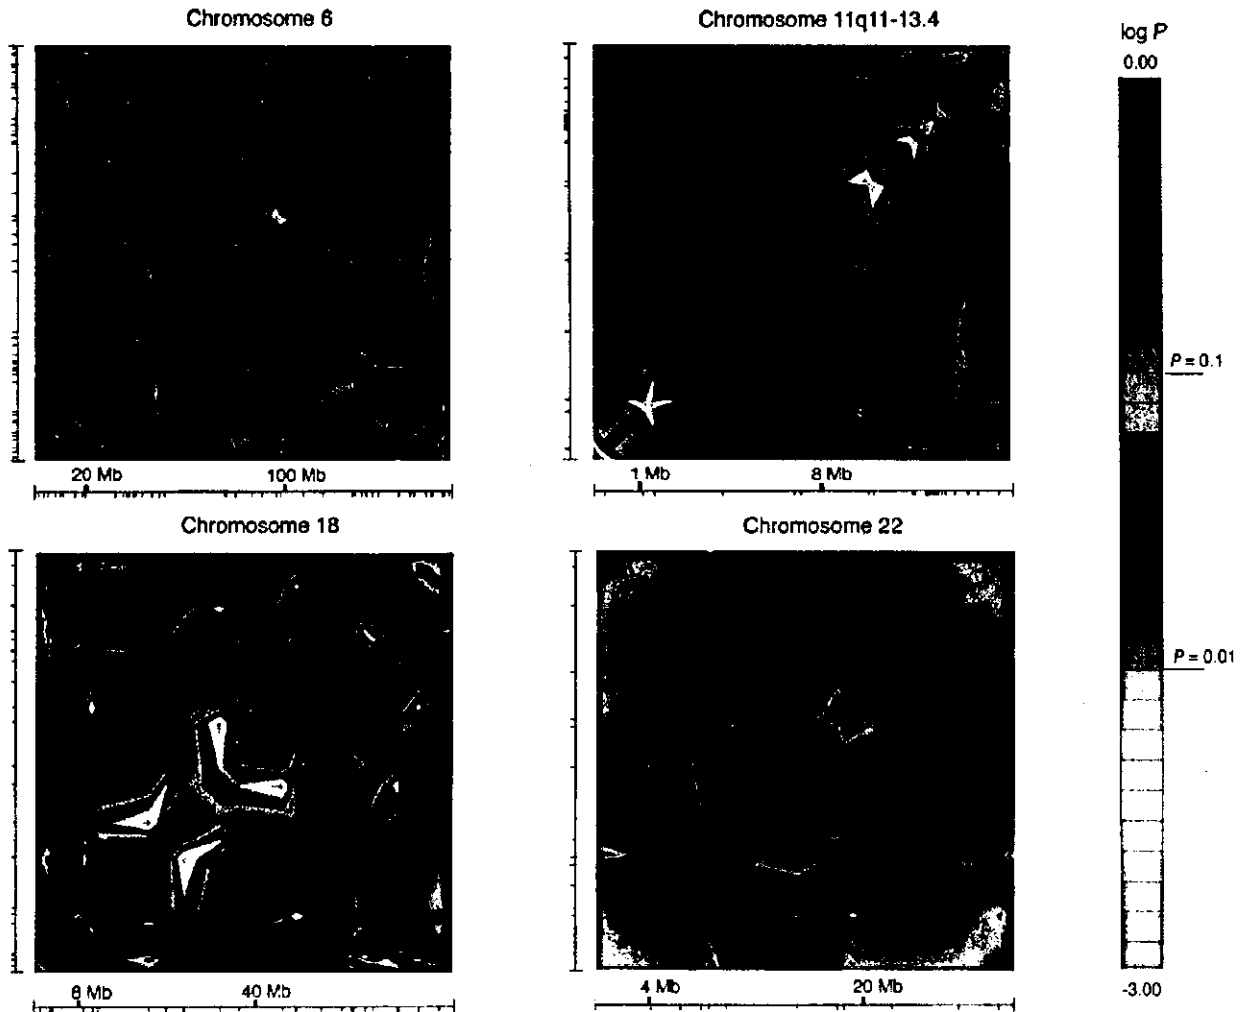 Chromosome 6
Chromosome 11q11-13.4
log P
0.00
P = 0.1
20 Mb
100 Mb
1 Mb
8 Mb
Chromosome 18
Chromosome 22
P = 0.01
6 Mb
40 Mb
4 Mb
20 Mb
-3.00